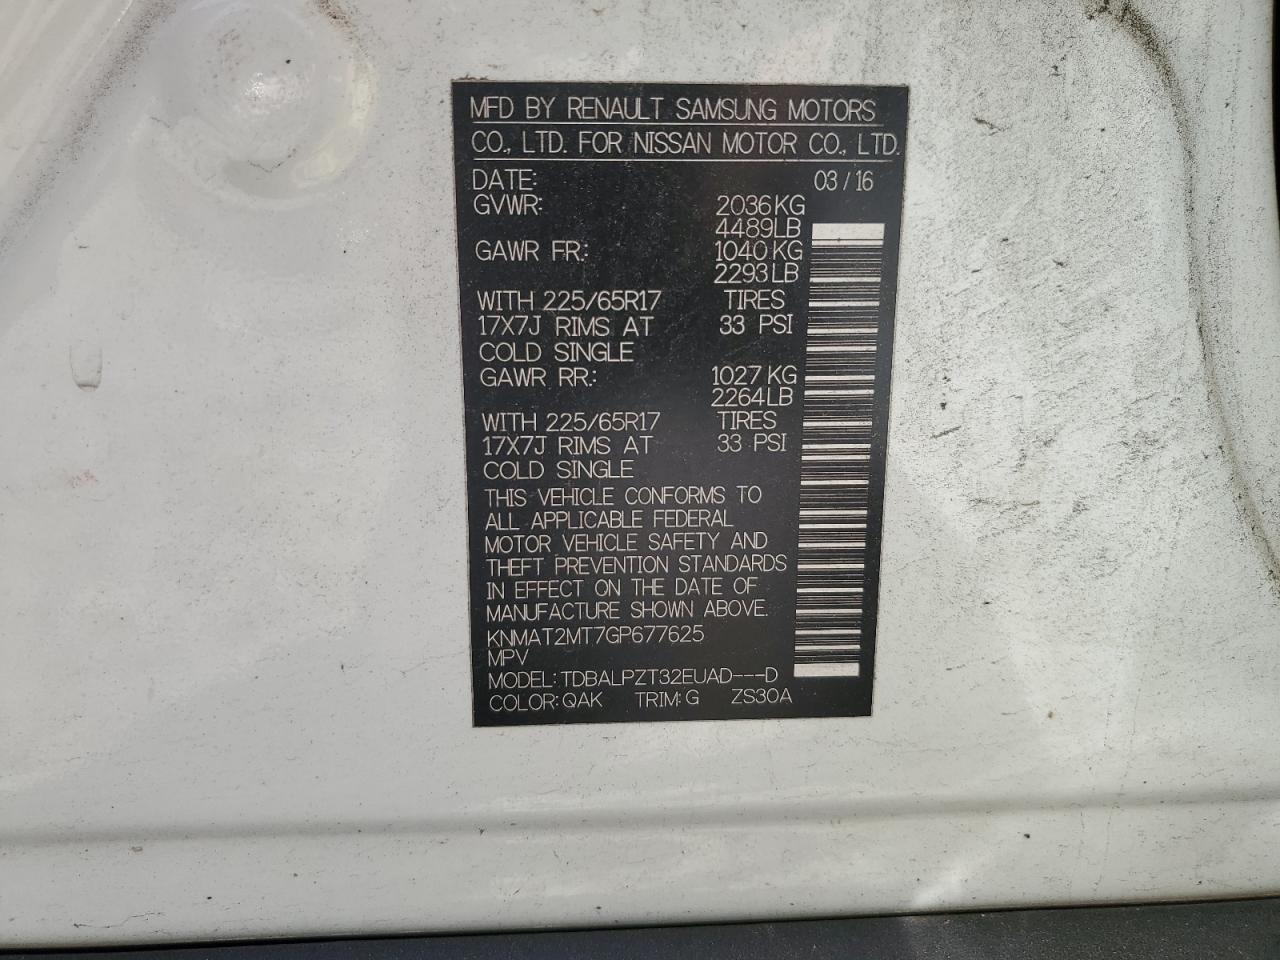 MFD BY RENAULT SAMSUNG MOTORS
CO., LTD. FOR NISSAN MOTOR CO., LTD.
DATE: 03/16
GVWR: 2036KG
4489LB
GAWR FR: 1040KG
2293LB
WITH 225/65R17 TIRES
17X7J RIMS AT 33 PSI
COLD SINGLE
GAWR RR: 1027KG
2264LB
WITH 225/65R17 TIRES
17X7J RIMS AT 33 PSI
COLD SINGLE
THIS VEHICLE CONFORMS TO
ALL APPLICABLE FEDERAL
MOTOR VEHICLE SAFETY AND
THEFT PREVENTION STANDARDS
IN EFFECT ON THE DATE OF
MANUFACTURE SHOWN ABOVE.
KNMAT2MT7GP677625
MPV
MODEL: TDBALPZT32EUAD---D
COLOR: QAK TRIM: G ZS30A